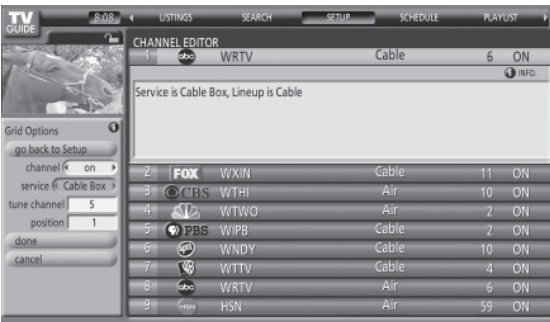 TV
GUIDE
8:08
LISTINGS SEARCH SETUP SCHEDULE PLAYLIST
CHANNEL EDITOR
1 abc WRTV Cable 6 ON
INFO.
Service is Cable Box, Lineup is Cable
Grid Options
go back to Setup
channel on
service Cable Box
tune channel 5
position 1
done
cancel
2 FOX WXIN Cable 11 ON
3 CBS WTHI Air 10 ON
4 WTWO Air 2 ON
5 PBS WIPB Cable 2 ON
6 WNDY Cable 10 ON
7 WTTV Cable 4 ON
8 abc WRTV Air 6 ON
9 HSN HSN Air 59 ON